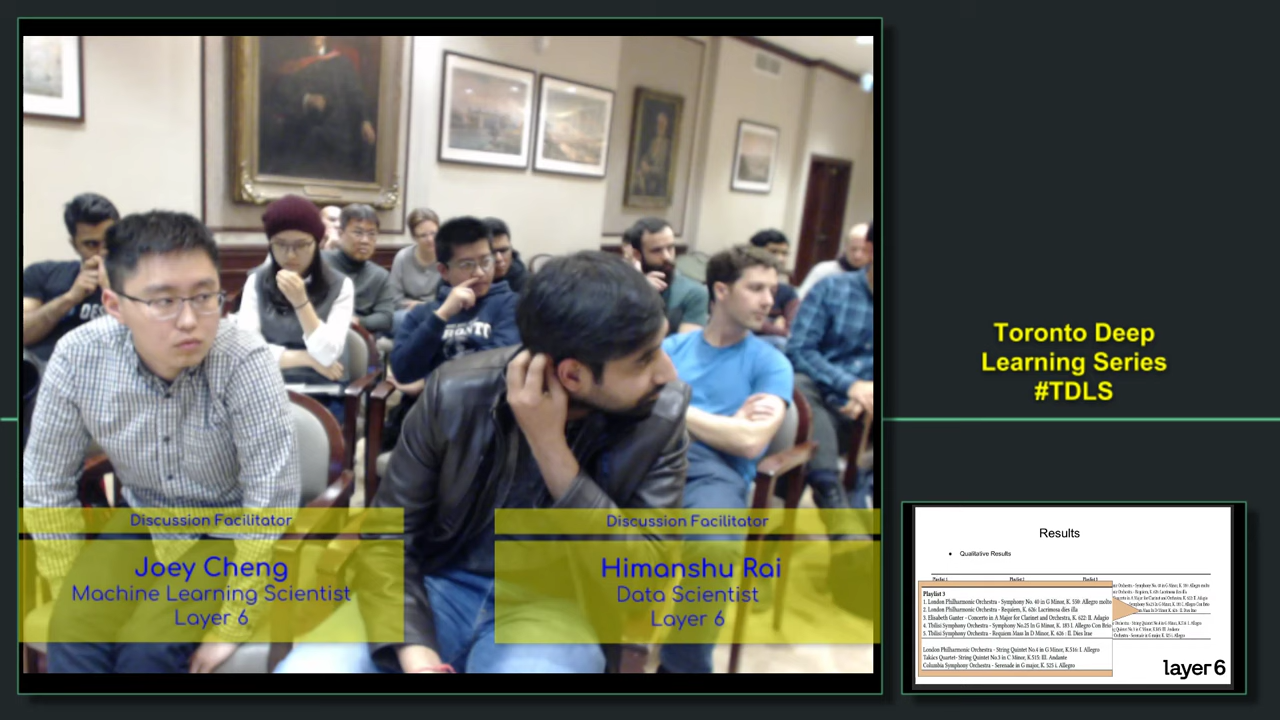 Toronto Deep
Learning Series
#TDLS
Discussion Facilitator
Joey Cheng
Machine Learning Scientist
Layer 6
Discussion Facilitator
Himanshu Rai
Data Scientist
Layer 6
Results
• Qualitative Results
Playlist 1 Playlist 2 Playlist 3
Playlist 3
1. London Philharmonic Orchestra - Symphony No. 40 in G Minor, K. 550: Allegro molto
2. London Philharmonic Orchestra - Requiem, K. 626: Lacrimosa dies illa
3. Elisabeth Ganter - Concerto in A Major for Clarinet and Orchestra, K. 622: II. Adagio
4. Tbilisi Symphony Orchestra - Symphony No.25 In G Minor, K. 183 I. Allegro Con Brio
5. Tbilisi Symphony Orchestra - Requiem Mass In D Minor, K. 626 : II. Dies Irae
London Philharmonic Orchestra - String Quintet No.4 in G Minor, K.516: I. Allegro
Takács Quartet- String Quintet No.3 in C Minor, K.515: III. Andante
Columbia Symphony Orchestra - Serenade in G major, K. 525 i. Allegro
layer 6